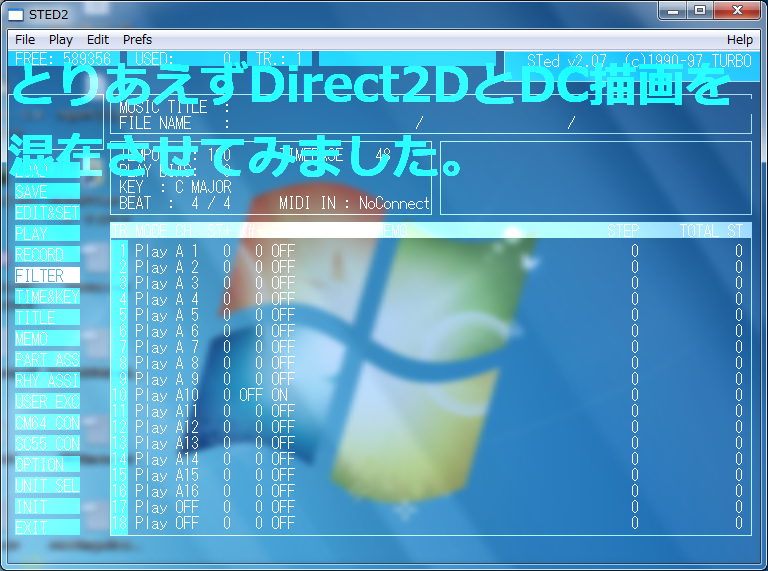 STED2
File Play Edit Prefs Help
FREE: 589356 USED: 0 TR.: 1 STed v2.07 (c)1990-97 TURBO
とりあえずDirect2DとDC描画を
混在させてみました。
MUSIC TITLE :
FILE NAME : / /
PLAY BIAS:
KEY : C MAJOR
BEAT : 4 / 4 MIDI IN : NoConnect
LOAD
SAVE
EDIT&SET
PLAY
RECORD
FILTER
TIME&KEY
TITLE
MEMO
PART ASS
RHY ASSI
USER EXC
CM64 CON
SC55 CON
OPTION
UNIT SEL
INIT
EXIT
TR MODE CH. ST+ K#+ MEMO STEP TOTAL ST
1 Play A 1 0 0 OFF 0 0
2 Play A 2 0 0 OFF 0 0
3 Play A 3 0 0 OFF 0 0
4 Play A 4 0 0 OFF 0 0
5 Play A 5 0 0 OFF 0 0
6 Play A 6 0 0 OFF 0 0
7 Play A 7 0 0 OFF 0 0
8 Play A 8 0 0 OFF 0 0
9 Play A 9 0 0 OFF 0 0
10 Play A10 0 OFF ON 0 0
11 Play A11 0 0 OFF 0 0
12 Play A12 0 0 OFF 0 0
13 Play A13 0 0 OFF 0 0
14 Play A14 0 0 OFF 0 0
15 Play A15 0 0 OFF 0 0
16 Play A16 0 0 OFF 0 0
17 Play OFF 0 0 OFF 0 0
18 Play OFF 0 0 OFF 0 0